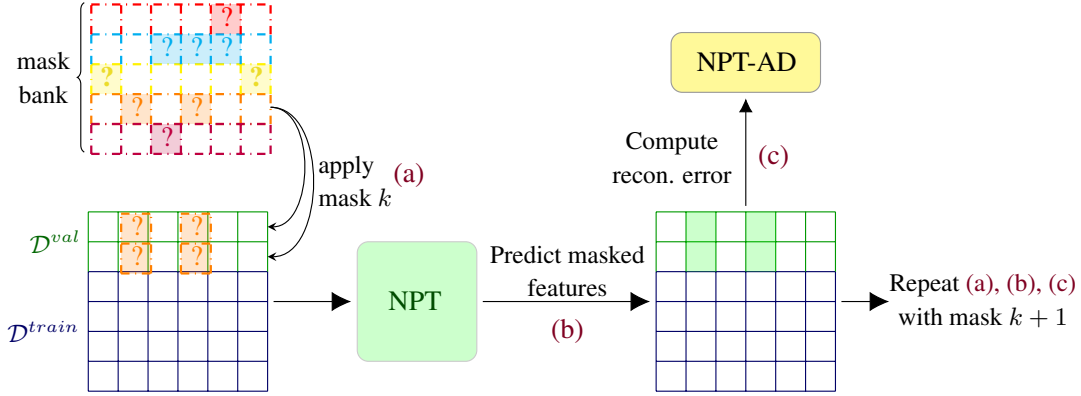 ?
? ? ?
? ?
? ?
?
mask
bank
apply
mask k
(a)
D^{val}
? ?
? ?
D^{train}
NPT
Predict masked
features
(b)
NPT-AD
Compute
recon. error
(c)
Repeat (a), (b), (c)
with mask k + 1